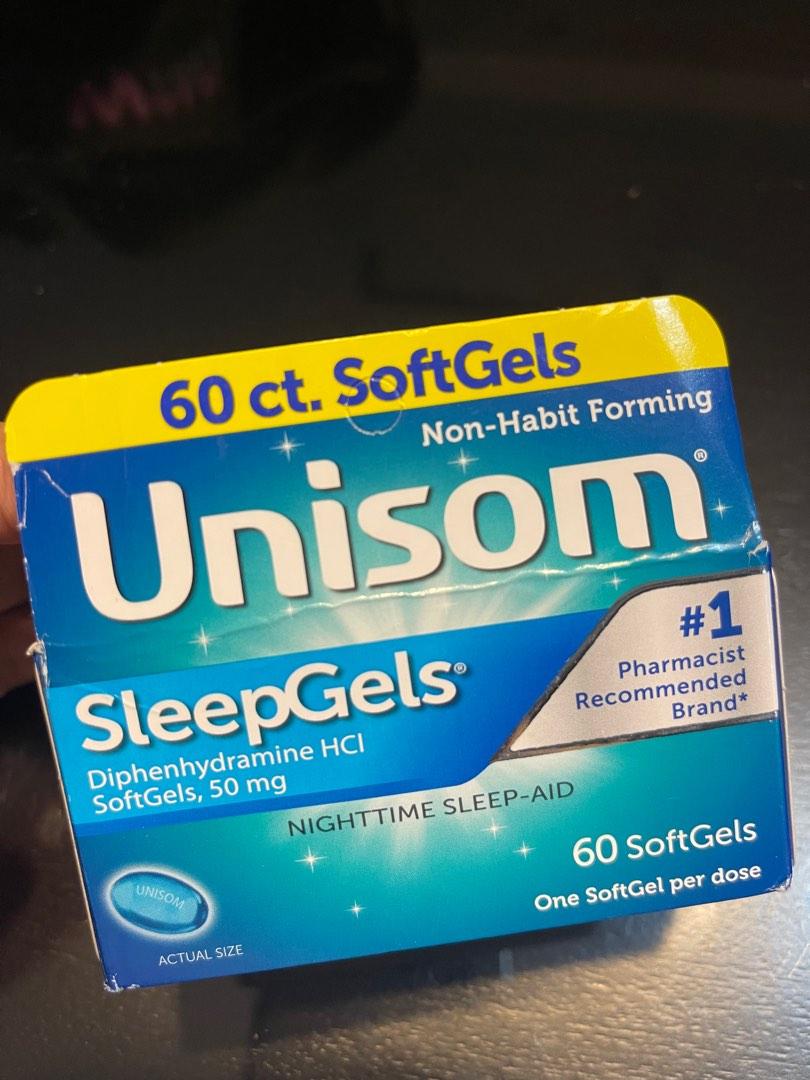 60 ct. SoftGels
Non-Habit Forming
Unisom®
#1
Pharmacist
Recommended
Brand*
SleepGels®
Diphenhydramine HCl
SoftGels, 50 mg
NIGHTTIME SLEEP-AID
60 SoftGels
One SoftGel per dose
UNISOM
ACTUAL SIZE